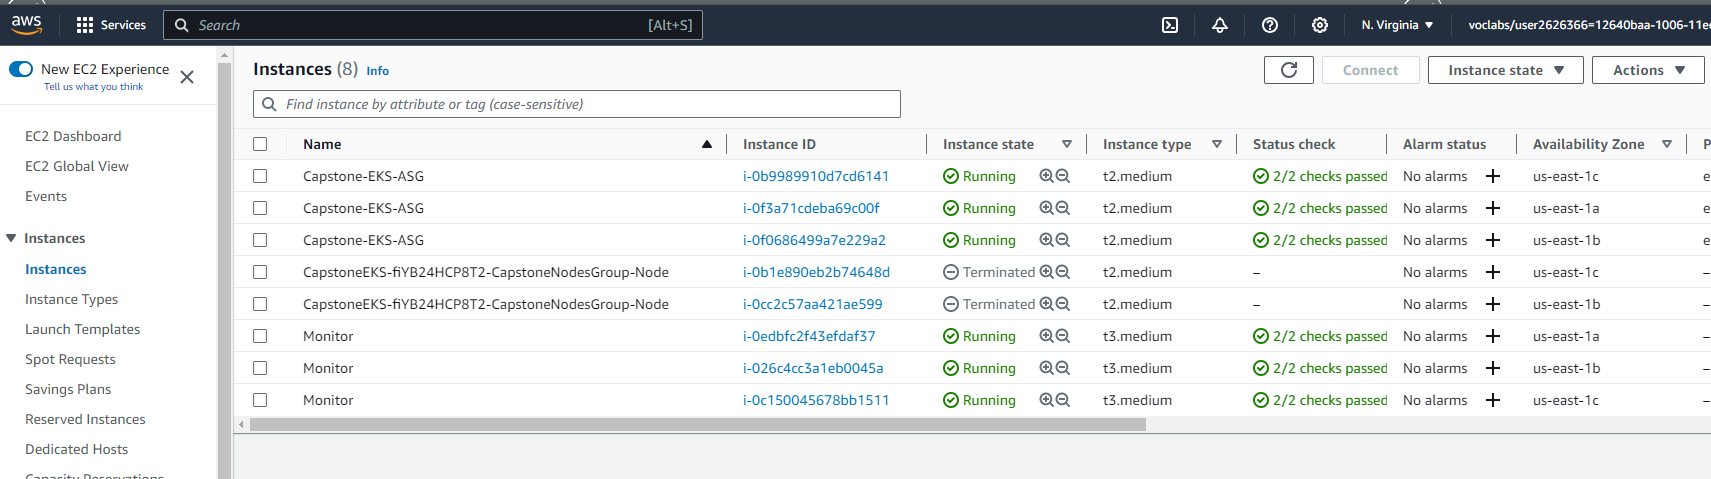 aws Services Search [Alt+S] N. Virginia voclabs/user2626366=12640baa-1006-11e
New EC2 Experience
Tell us what you think
EC2 Dashboard
EC2 Global View
Events
Instances
Instances
Instance Types
Launch Templates
Spot Requests
Savings Plans
Reserved Instances
Dedicated Hosts
Capacity Reservations
Instances (8) Info Connect Instance state Actions
Find instance by attribute or tag (case-sensitive)
Name Instance ID Instance state Instance type Status check Alarm status Availability Zone P
Capstone-EKS-ASG i-0b9989910d7cd6141 Running t2.medium 2/2 checks passed No alarms + us-east-1c e
Capstone-EKS-ASG i-0f3a71cdeba69c00f Running t2.medium 2/2 checks passed No alarms + us-east-1a e
Capstone-EKS-ASG i-0f0686499a7e229a2 Running t2.medium 2/2 checks passed No alarms + us-east-1b e
CapstoneEKS-fiYB24HCP8T2-CapstoneNodesGroup-Node i-0b1e890eb2b74648d Terminated t2.medium – No alarms + us-east-1c –
CapstoneEKS-fiYB24HCP8T2-CapstoneNodesGroup-Node i-0cc2c57aa421ae599 Terminated t2.medium – No alarms + us-east-1b –
Monitor i-0edbfc2f43efdaf37 Running t3.medium 2/2 checks passed No alarms + us-east-1a –
Monitor i-026c4cc3a1eb0045a Running t3.medium 2/2 checks passed No alarms + us-east-1b –
Monitor i-0c150045678bb1511 Running t3.medium 2/2 checks passed No alarms + us-east-1c –